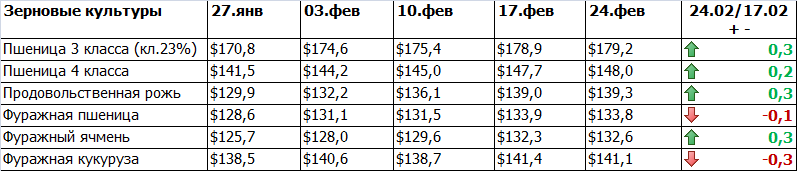 Зерновые культуры 27.янв 03.фев 10.фев 17.фев 24.фев 24.02/17.02
+ -
Пшеница 3 класса (кл.23%) $170,8 $174,6 $175,4 $178,9 $179,2 0,3
Пшеница 4 класса $141,5 $144,2 $145,0 $147,7 $148,0 0,2
Продовольственная рожь $129,9 $132,2 $136,1 $139,0 $139,3 0,3
Фуражная пшеница $128,6 $131,1 $131,5 $133,9 $133,8 -0,1
Фуражный ячмень $125,7 $128,0 $129,6 $132,3 $132,6 0,3
Фуражная кукуруза $138,5 $140,6 $138,7 $141,4 $141,1 -0,3